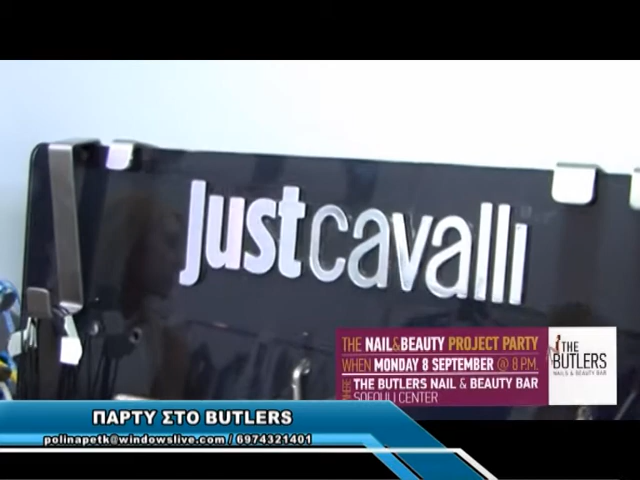 justcavalli
THE NAIL&BEAUTY PROJECT PARTY
WHEN MONDAY 8 SEPTEMBER @ 8 P.M.
WHERE THE BUTLERS NAIL & BEAUTY BAR
SOFOULI CENTER
THE
BUTLERS
NAILS & BEAUTY BAR
ΠΑΡΤΥ ΣΤΟ BUTLERS
polinapetk@windowslive.com / 6974321401